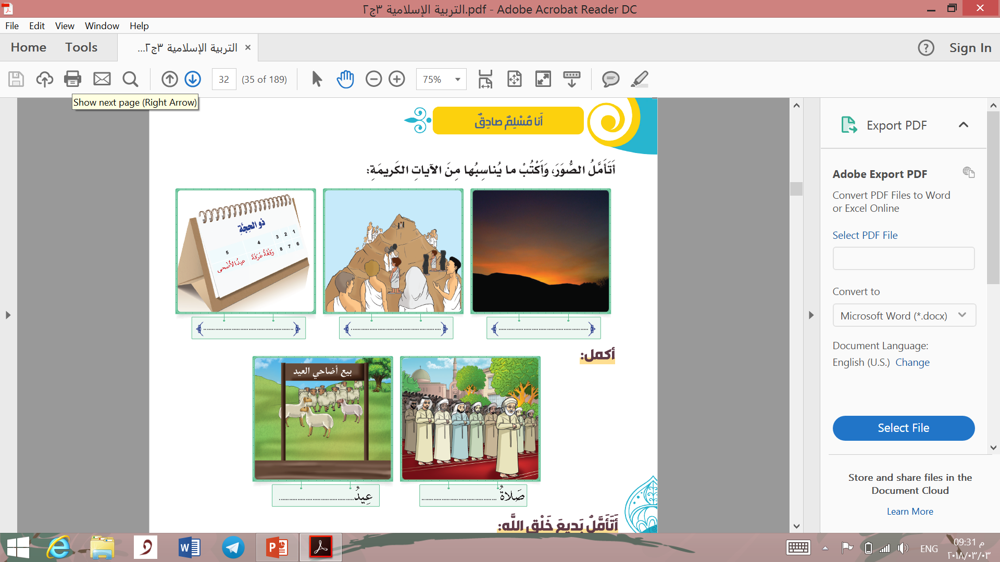 التربية الإسلامية ٣ج٢.pdf - Adobe Acrobat Reader DC
File Edit View Window Help
Home Tools التربية الإسلامية ٣ج٢... × ? Sign In
32 (35 of 189) 75%
Show next page (Right Arrow)
أَنا مُسْلِمٌ صادِقٌ
أَتَأَمَّلُ الصُّوَرَ، وَأَكْتُبْ ما يُناسِبُها مِنَ الآياتِ الكَريمَةِ:
ذو الحِجَّةِ
1 2 3 4 5
6 7 8 وَقْفَةُ عَرَفَةَ عيدُ الأَضْحى
أكمل:
بيع أضاحي العيد
صَلاةُ ........................
عِيدُ ........................
أَتَأَمَّلُ بَديعَ خَلْقِ اللَّه:
Export PDF
Adobe Export PDF
Convert PDF Files to Word
or Excel Online
Select PDF File
Convert to
Microsoft Word (*.docx)
Document Language:
English (U.S.) Change
Select File
Store and share files in the
Document Cloud
Learn More
ENG
09:31 م
٢٠١٨/٠٣/٠٣